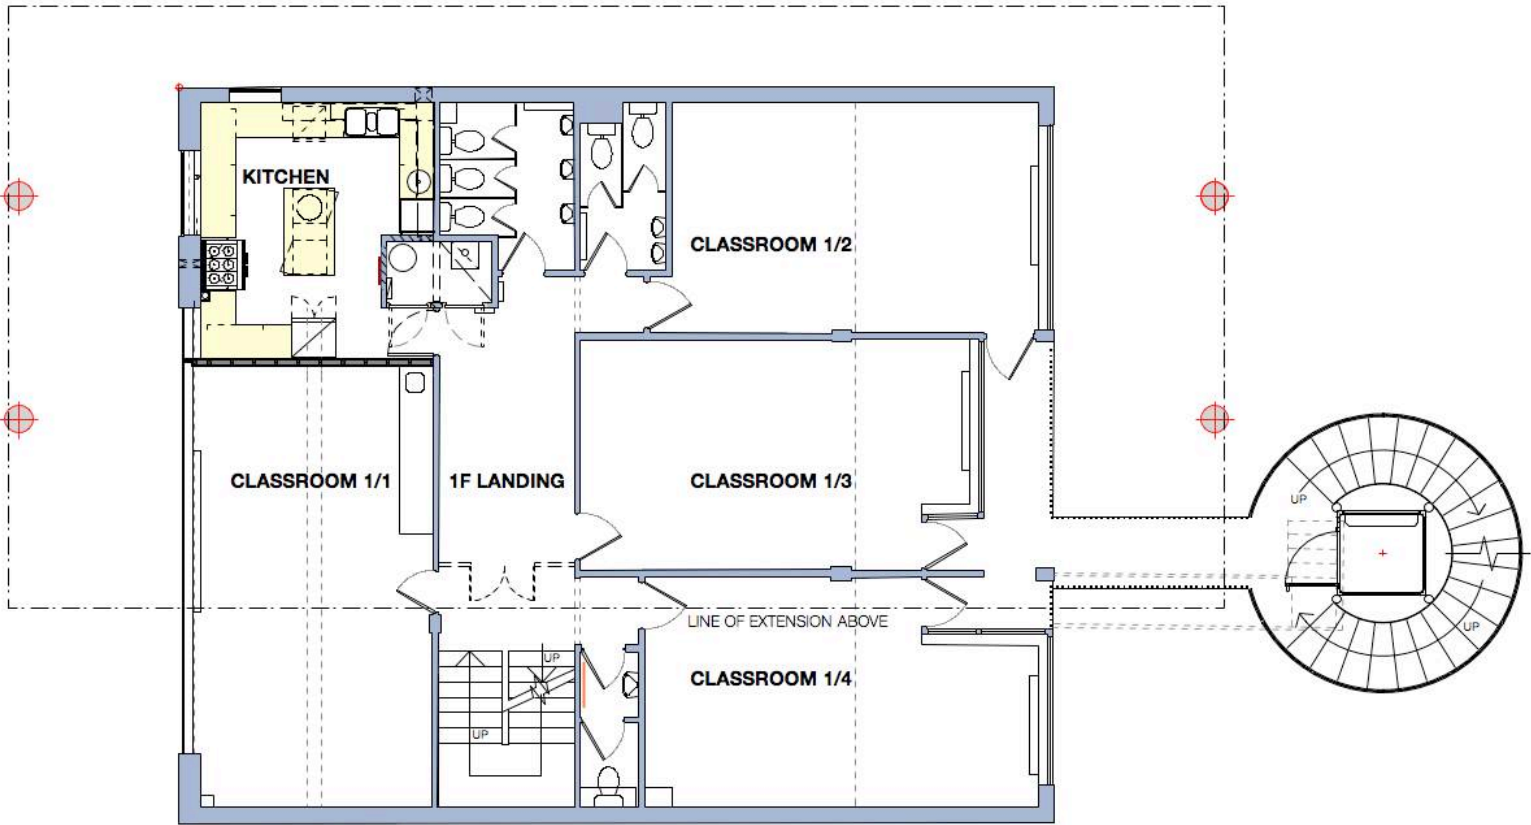 KITCHEN
CLASSROOM 1/2
CLASSROOM 1/1
1F LANDING
CLASSROOM 1/3
UP
LINE OF EXTENSION ABOVE
UP
UP
CLASSROOM 1/4
UP